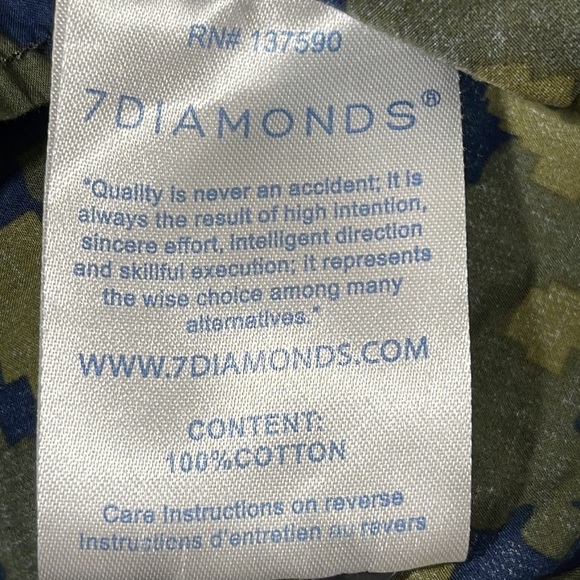 RN# 137590
7DIAMONDS®
"Quality is never an accident; it is
always the result of high intention,
sincere effort, intelligent direction
and skillful execution; it represents
the wise choice among many
alternatives."
WWW.7DIAMONDS.COM
CONTENT:
100%COTTON
Care Instructions on reverse
Instructions d'entretien au revers